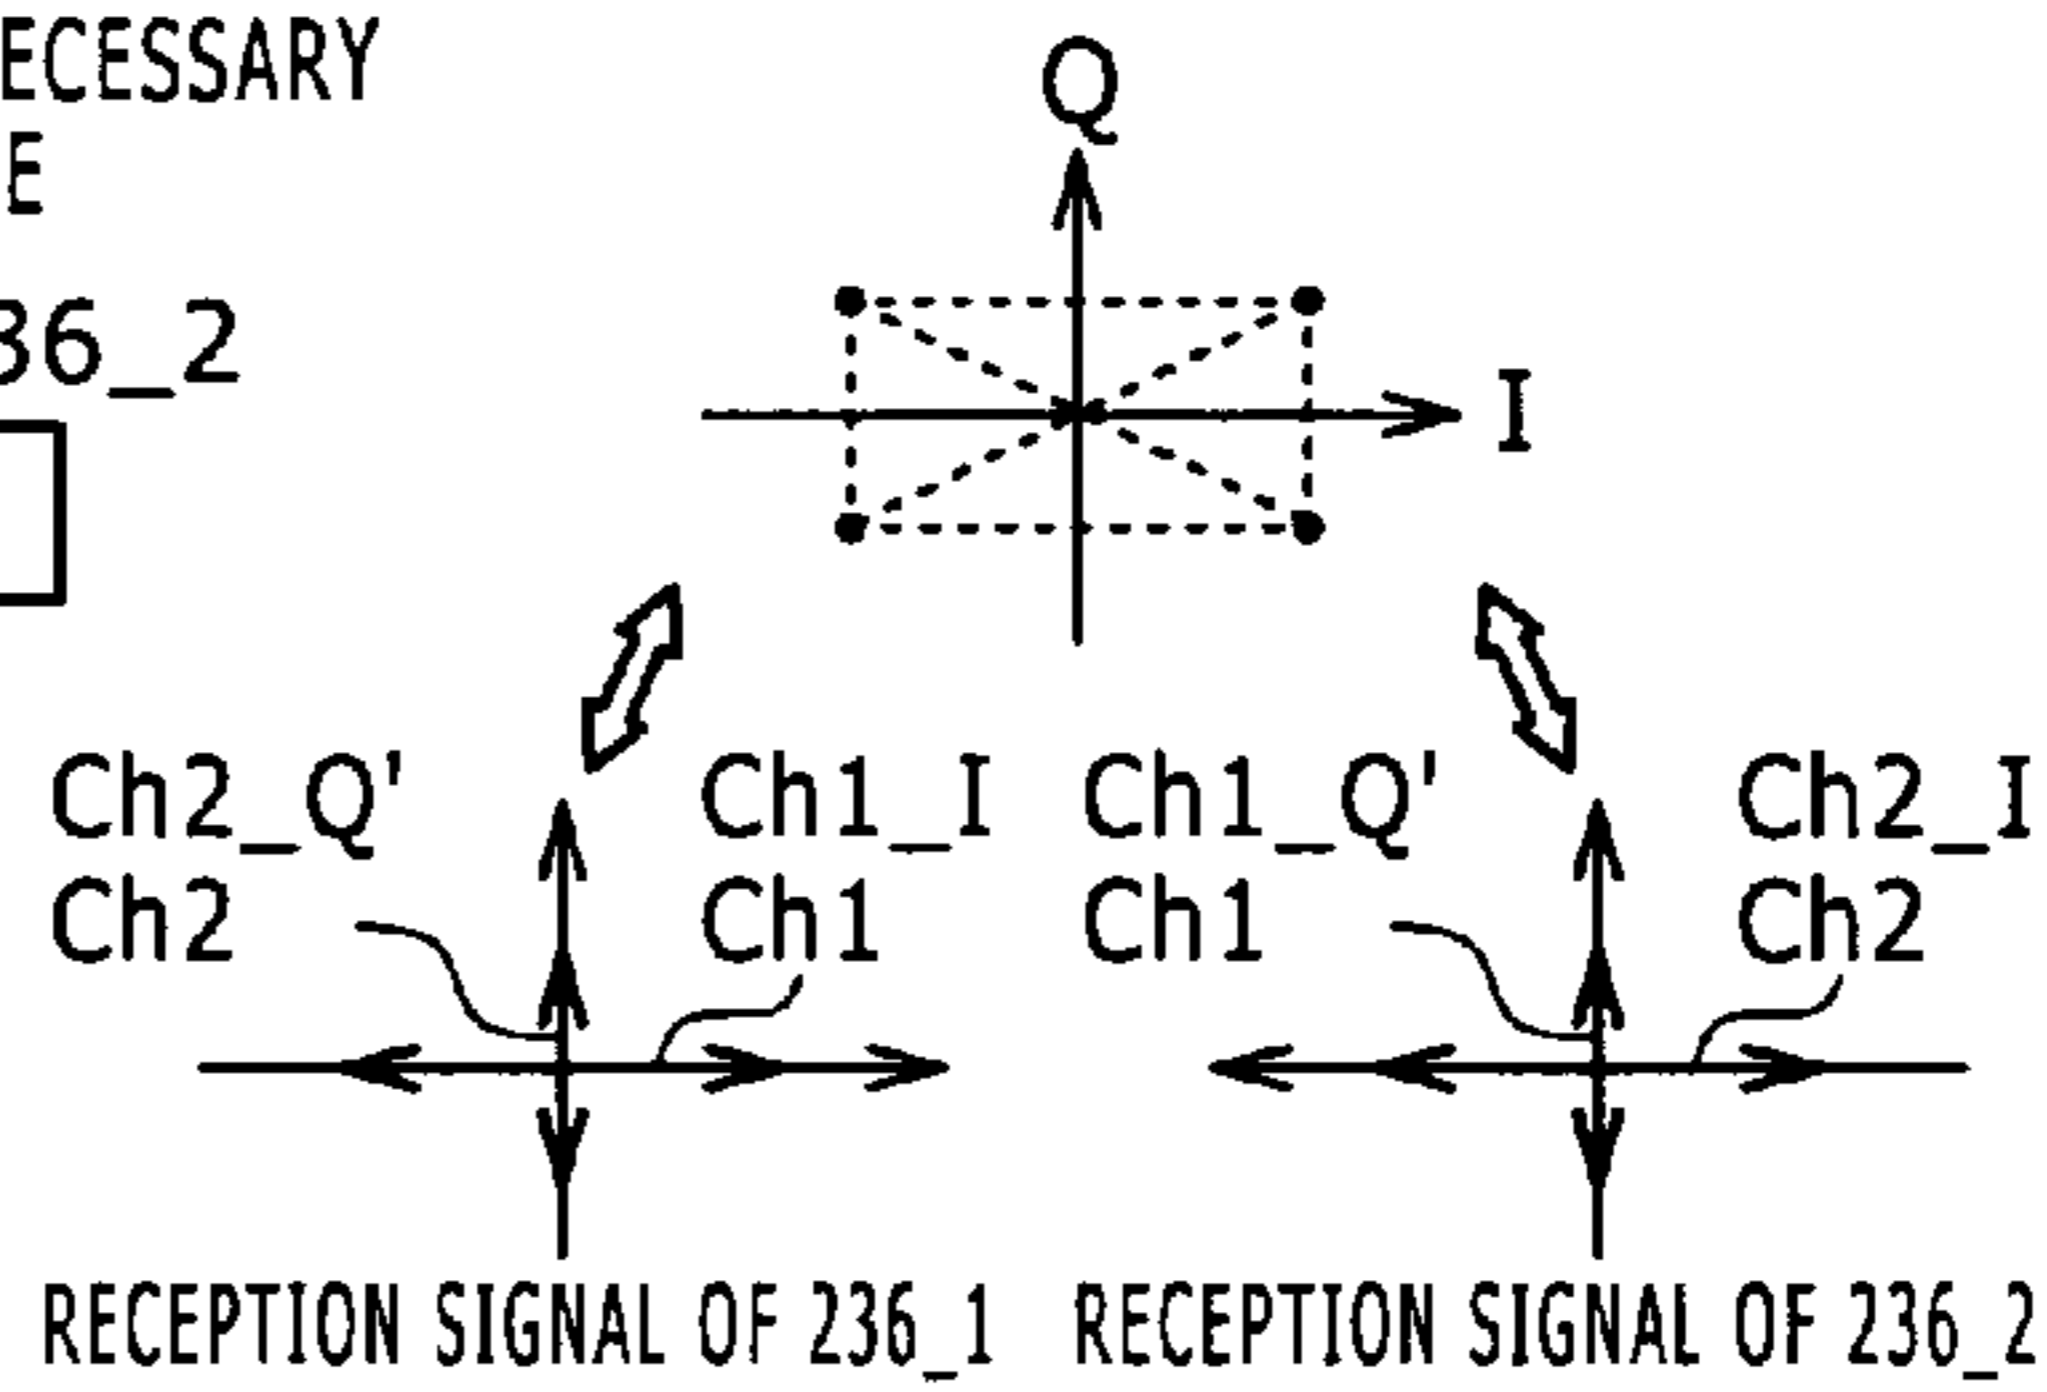 ECESSARY
E
36_2
Q
I
Ch2_Q' Ch1_I Ch1_Q' Ch2_I
Ch2 Ch1 Ch1 Ch2
RECEPTION SIGNAL OF 236_1 RECEPTION SIGNAL OF 236_2